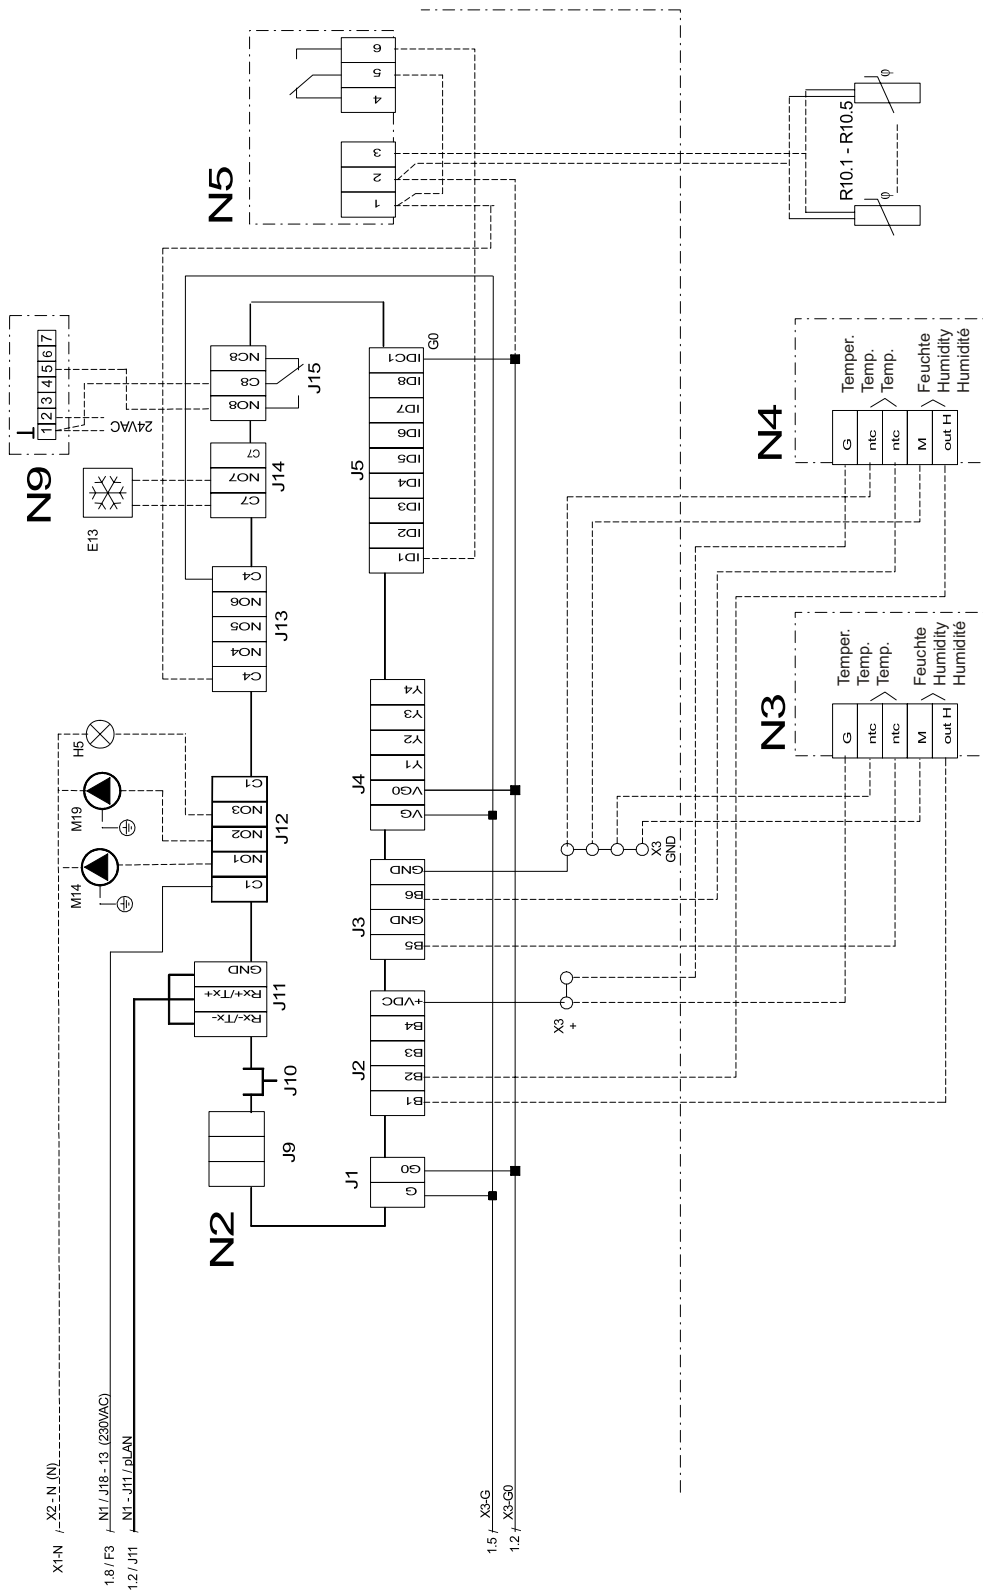 N5
6
5
4
3
2
1
R10.1 - R10.5
φ
φ
N9
1 2 3 4 5 6 7
24VAC
E13
NC8
C8
NO8
J15
C7
NO7
C7
J14
C4
NO6
NO5
NO4
C4
J13
H5
M19
M14
C1
NO3
NO2
NO1
C1
J12
GND
Rx+/Tx+
Rx-/Tx-
J11
J10
J9
N2
G0
IDC1
ID8
ID7
ID6
ID5
ID4
ID3
ID2
ID1
J5
Y4
Y3
Y2
Y1
VG0
VG
J4
GND
B6
GND
B5
J3
+VDC
B4
B3
B2
B1
J2
G0
G
J1
X3
GND
X3
+
N4
G
ntc
ntc
M
out H
Temper.
Temp.
Temp.
Feuchte
Humidity
Humidité
N3
G
ntc
ntc
M
out H
Temper.
Temp.
Temp.
Feuchte
Humidity
Humidité
X1-N / X2 - N (N)
1.8 / F3 / N1 / J18 - 13 (230VAC)
1.2 / J11 / N1 - J11 / pLAN
1.5 / X3-G
1.2 / X3-G0